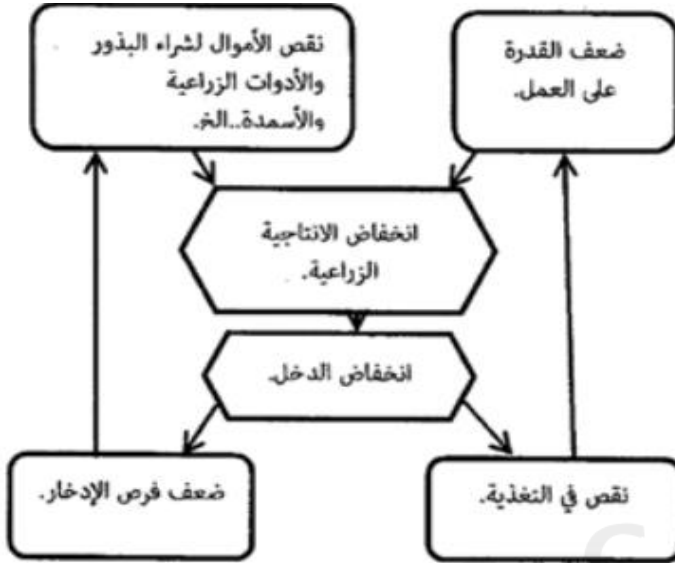 ضعف القدرة
على العمل.
نقص الأموال لشراء البذور
والأدوات الزراعية
والأسمدة..الخ.
انخفاض الانتاجية
الزراعية.
انخفاض الدخل.
نقص في التغذية.
ضعف فرص الإدخار.